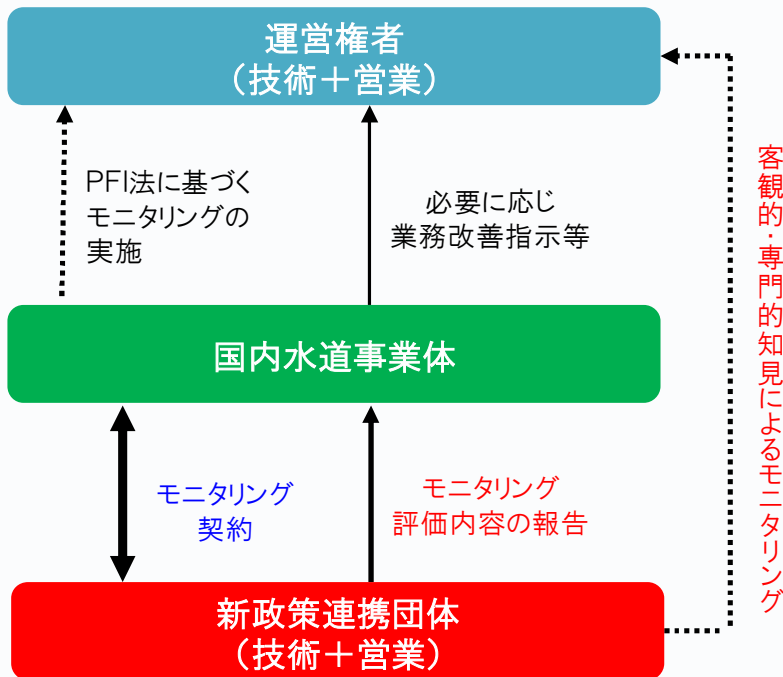 運営権者
（技術＋営業）
PFI法に基づく
モニタリングの
実施
必要に応じ
業務改善指示等
国内水道事業体
モニタリング
契約
モニタリング
評価内容の報告
新政策連携団体
（技術＋営業）
客観的・専門的知見によるモニタリング